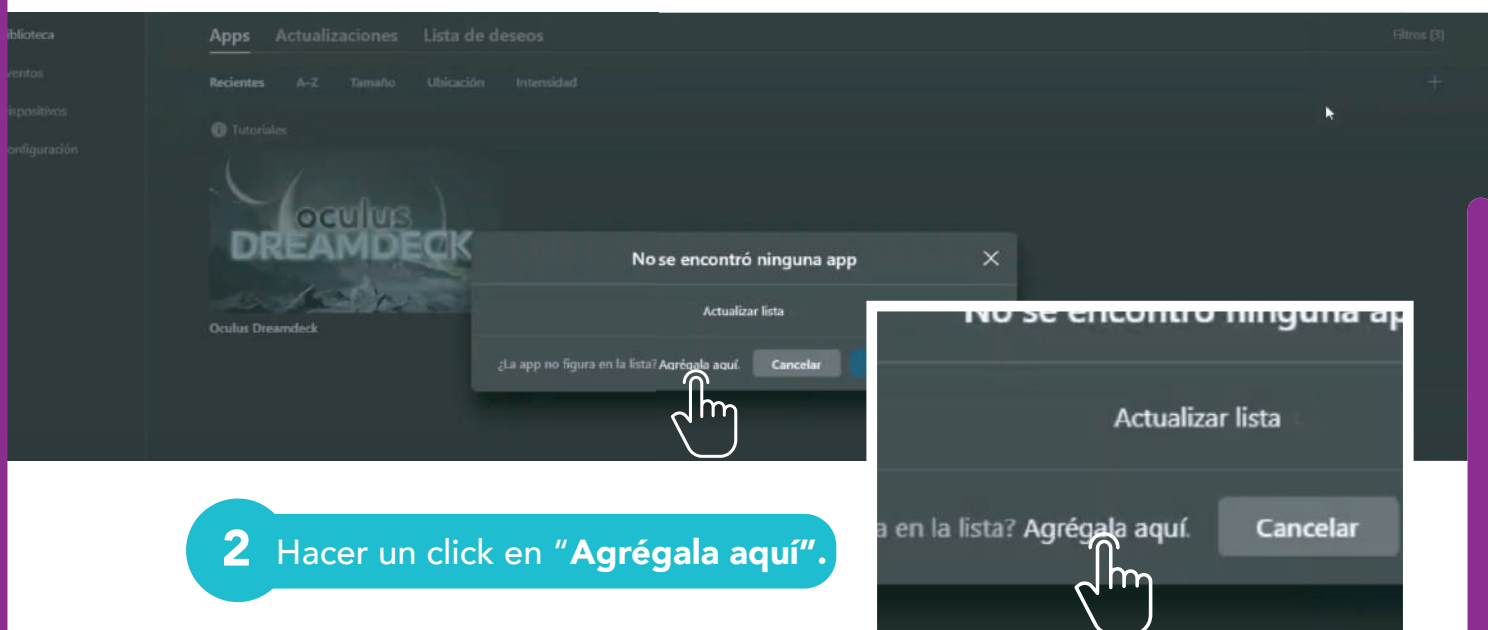 iblioteca
Apps Actualizaciones Lista de deseos
Filtros (3)
ventos
Recientes A-Z Tamaño Ubicación Intensidad
+
ispositivos
Tutoriales
onfiguración
oculus
DREAMDECK
Oculus Dreamdeck
No se encontró ninguna app
Actualizar lista
¿La app no figura en la lista? Agrégala aquí. Cancelar
No se encontró ninguna ap
Actualizar lista
a en la lista? Agrégala aquí. Cancelar
2 Hacer un click en “Agrégala aquí”.